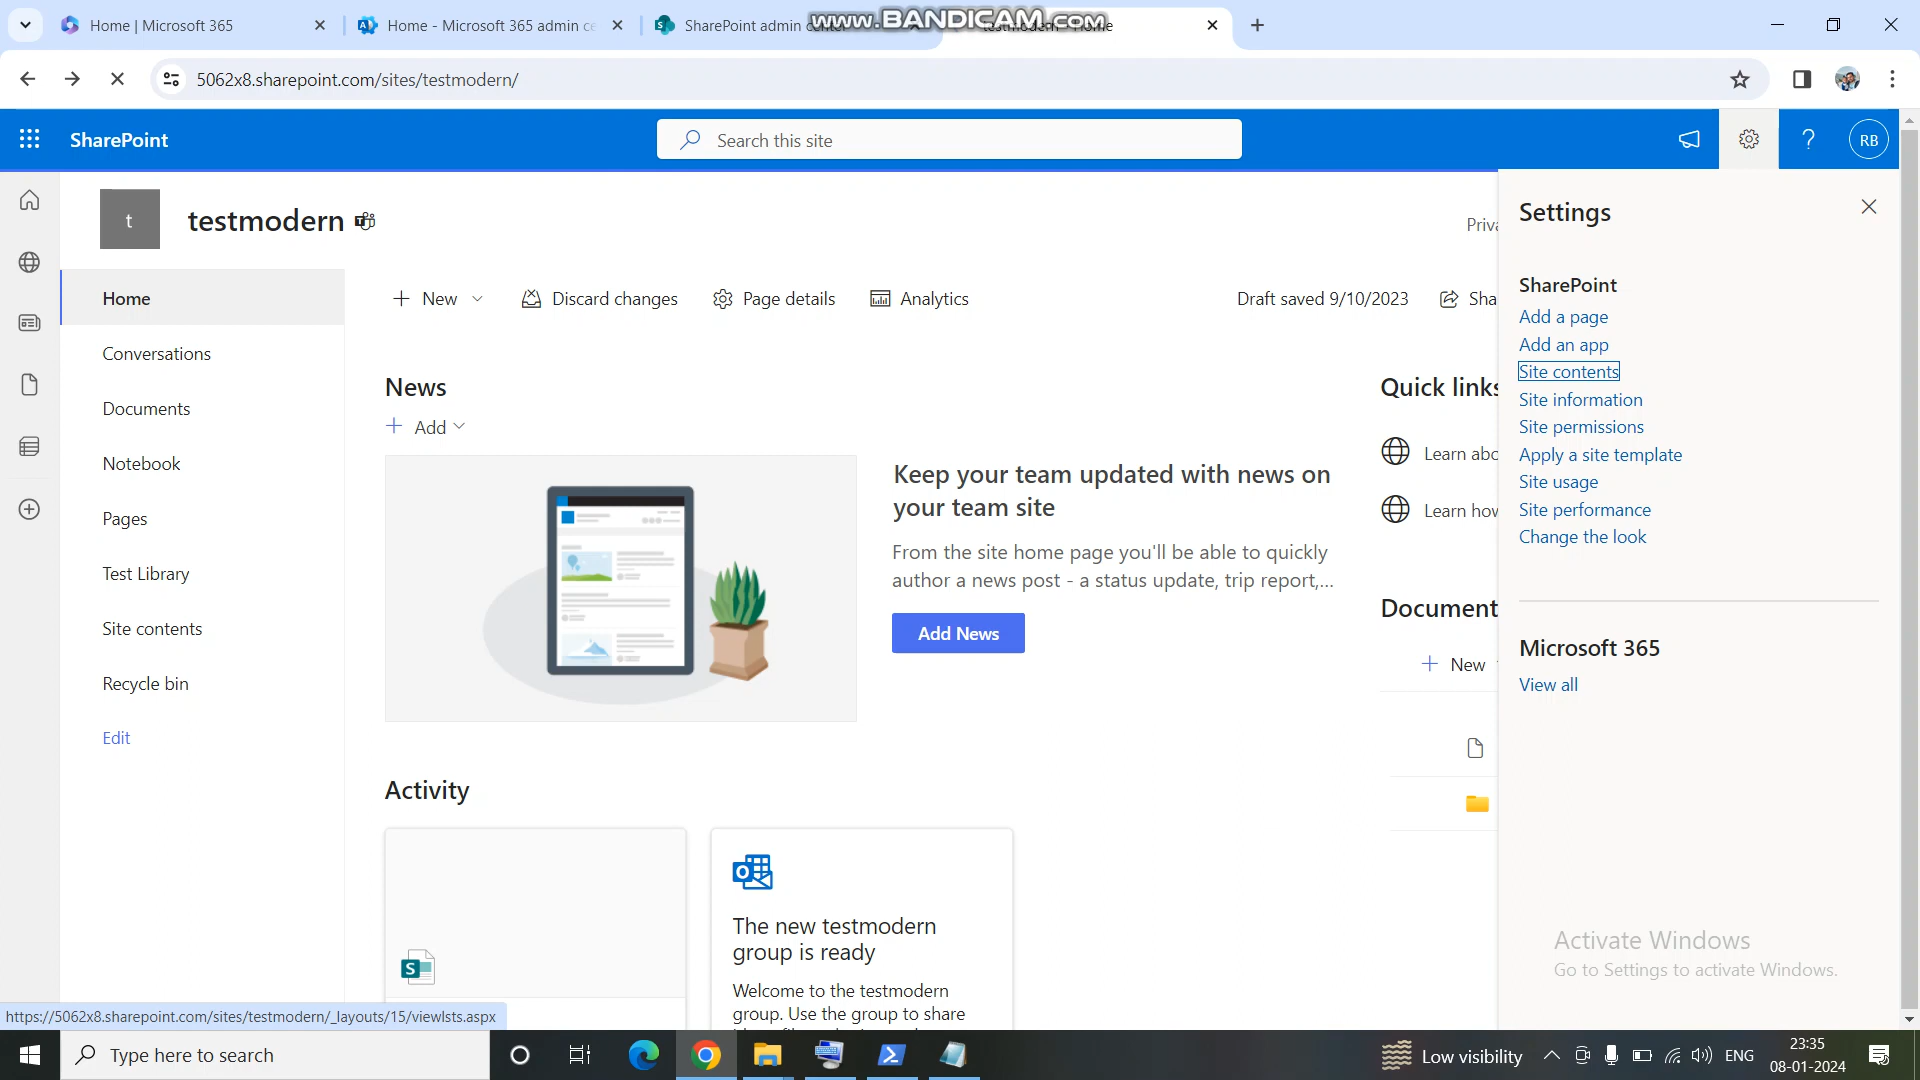 Home | Microsoft 365
Home - Microsoft 365 admin ce
SharePoint admin center
testmodern - Home
www.BANDICAM.COM
5062x8.sharepoint.com/sites/testmodern/
SharePoint
Search this site
RB
t
testmodern
Priva
Settings
Home
Conversations
Documents
Notebook
Pages
Test Library
Site contents
Recycle bin
Edit
New
Discard changes
Page details
Analytics
Draft saved 9/10/2023
Sha
News
Add
Keep your team updated with news on
your team site
From the site home page you'll be able to quickly
author a news post - a status update, trip report,...
Add News
Quick links
Learn abo
Learn how
Document
New
Activity
The new testmodern
group is ready
Welcome to the testmodern
group. Use the group to share
SharePoint
Add a page
Add an app
Site contents
Site information
Site permissions
Apply a site template
Site usage
Site performance
Change the look
Microsoft 365
View all
Activate Windows
Go to Settings to activate Windows.
https://5062x8.sharepoint.com/sites/testmodern/_layouts/15/viewlsts.aspx
Type here to search
Low visibility
ENG
23:35
08-01-2024